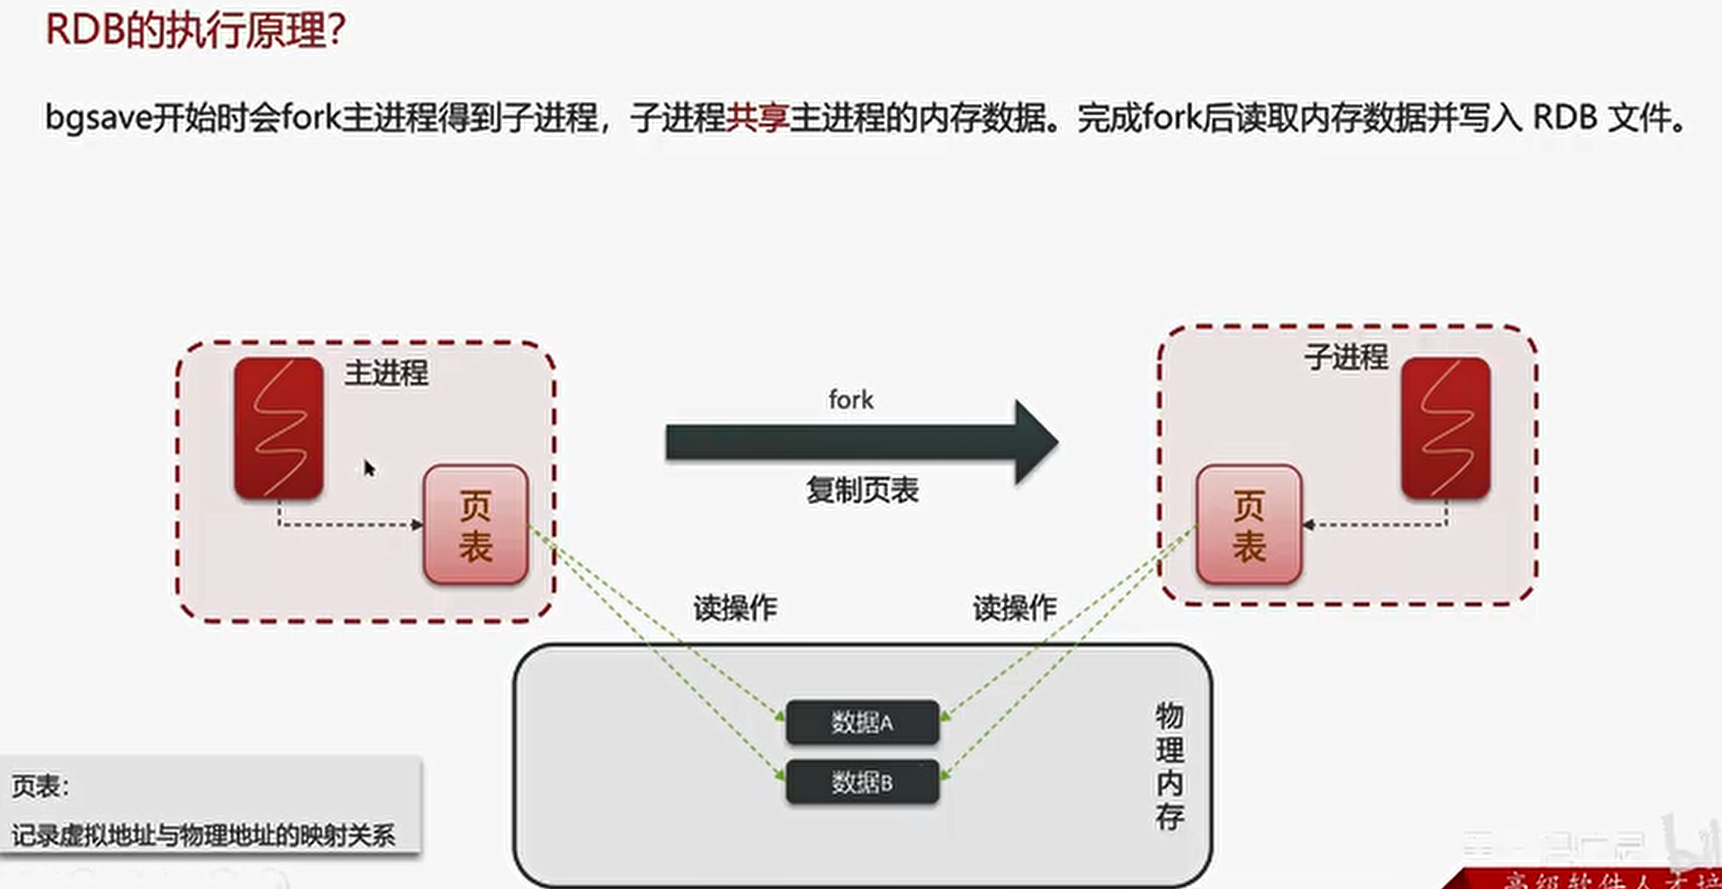 RDB的执行原理？
bgsave开始时会fork主进程得到子进程，子进程共享主进程的内存数据。完成fork后读取内存数据并写入 RDB 文件。
主进程
子进程
fork
复制页表
页表
页表
读操作
读操作
数据A
数据B
物理内存
页表：
记录虚拟地址与物理地址的映射关系
高级软件人才培